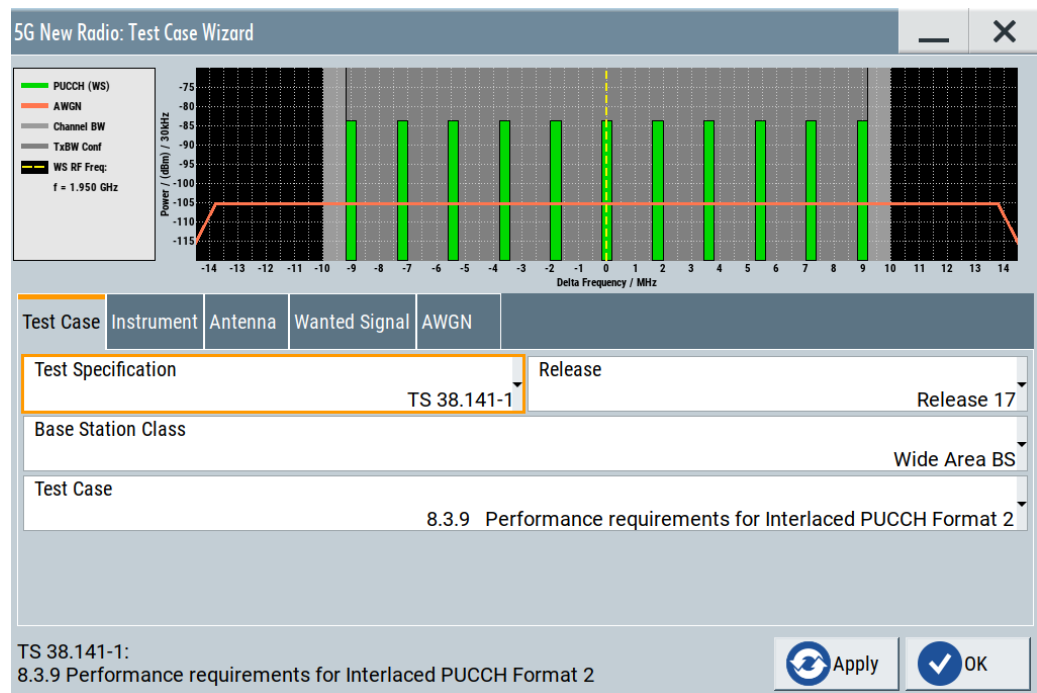 5G New Radio: Test Case Wizard
PUCCH (WS)
AWGN
Channel BW
TxBW Conf
WS RF Freq:
f = 1.950 GHz
Power / (dBm) / 30kHz
-75
-80
-85
-90
-95
-100
-105
-110
-115
-14 -13 -12 -11 -10 -9 -8 -7 -6 -5 -4 -3 -2 -1 0 1 2 3 4 5 6 7 8 9 10 11 12 13 14
Delta Frequency / MHz
Test Case Instrument Antenna Wanted Signal AWGN
Test Specification
TS 38.141-1
Release
Release 17
Base Station Class
Wide Area BS
Test Case
8.3.9 Performance requirements for Interlaced PUCCH Format 2
TS 38.141-1:
8.3.9 Performance requirements for Interlaced PUCCH Format 2
Apply
OK